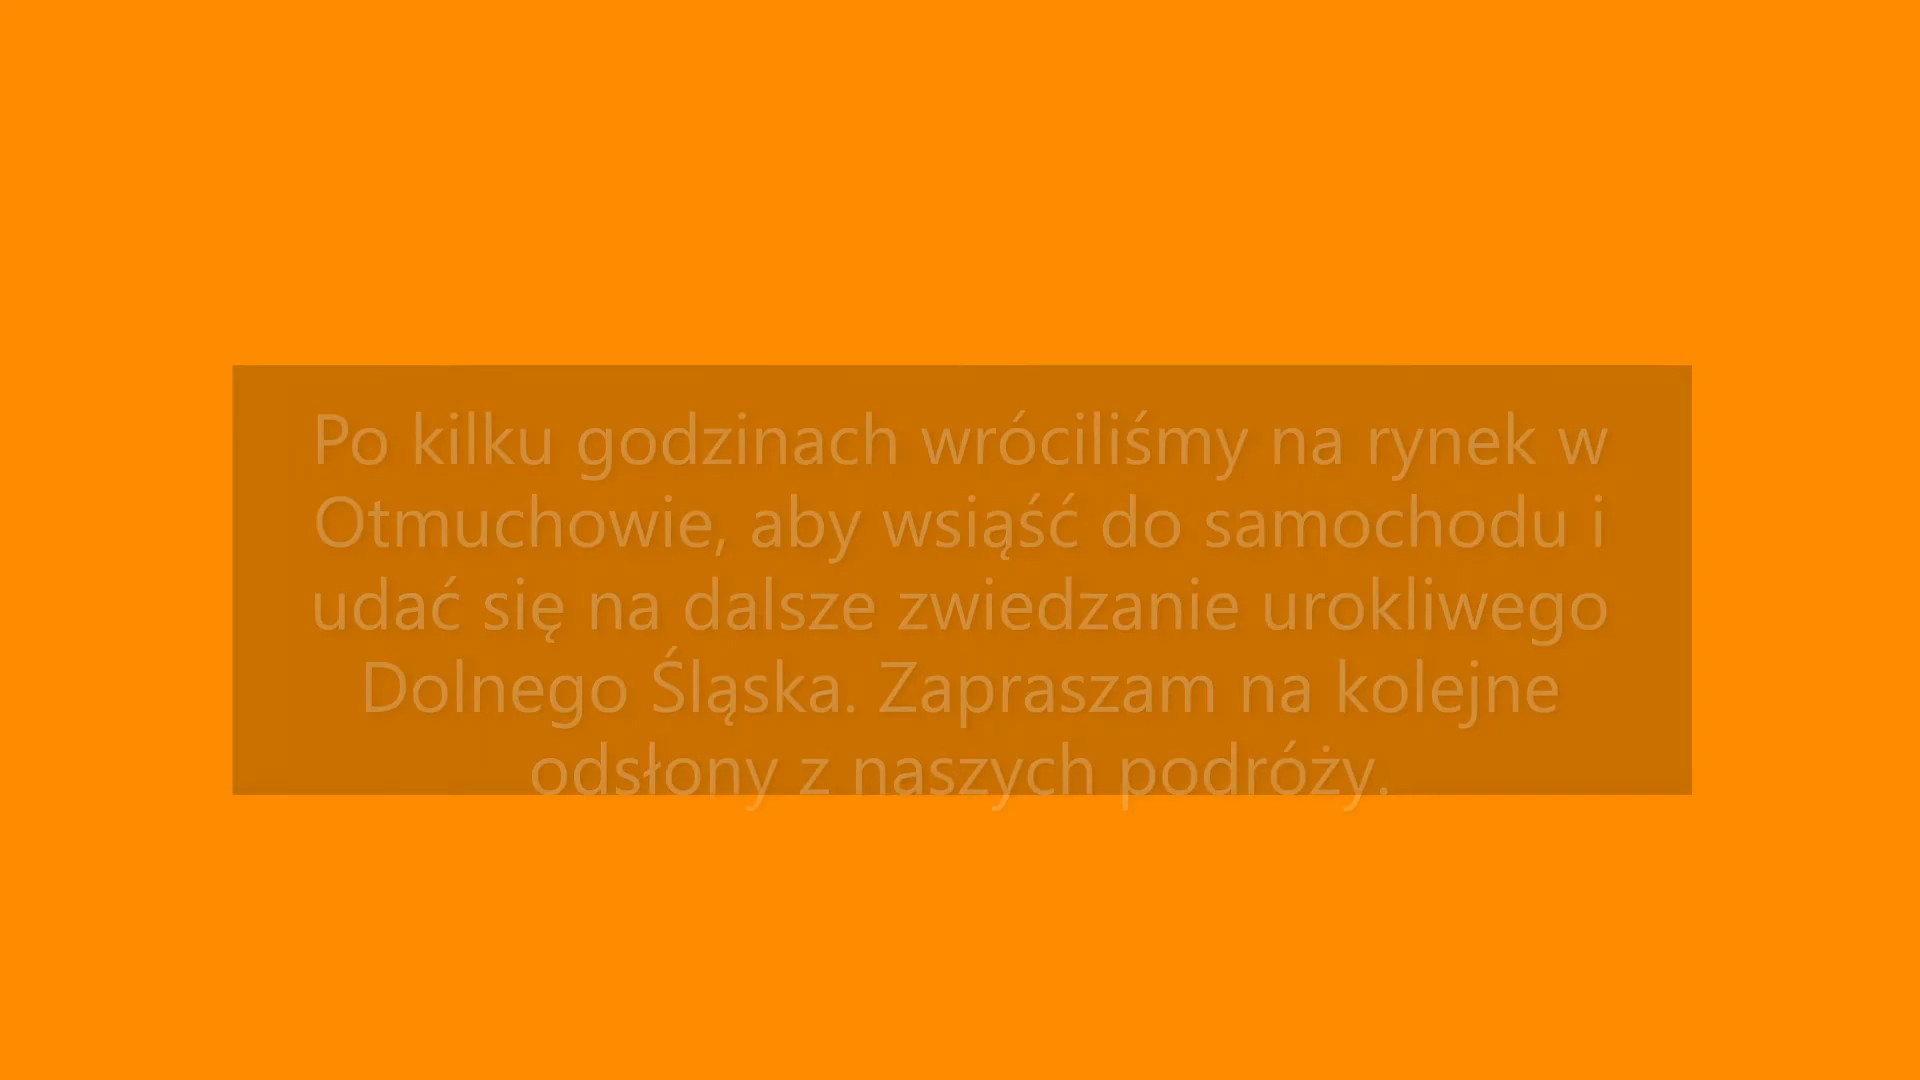 Po kilku godzinach wróciliśmy na rynek w
Otmuchowie, aby wsiąść do samochodu i
udać się na dalsze zwiedzanie urokliwego
Dolnego Śląska. Zapraszam na kolejne
odsłony z naszych podróży.